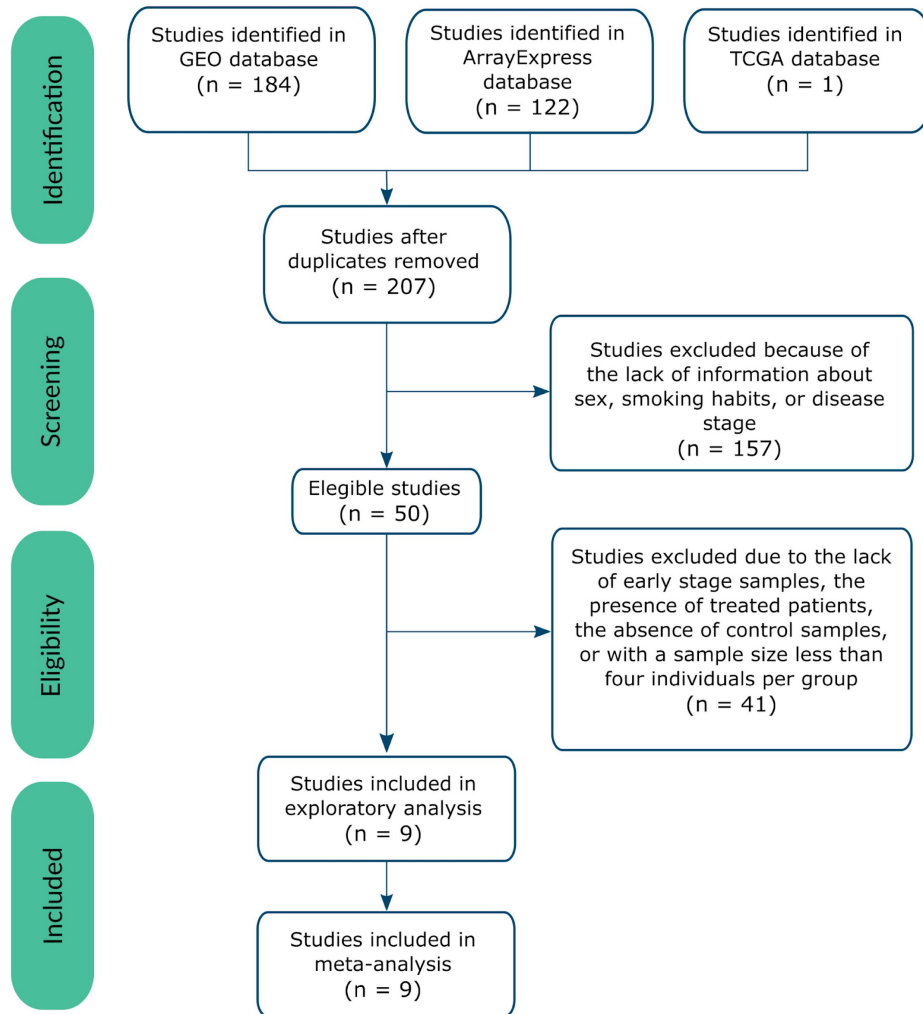 Identification
Studies identified in
GEO database
(n = 184)
Studies identified in
ArrayExpress
database
(n = 122)
Studies identified in
TCGA database
(n = 1)
Studies after
duplicates removed
(n = 207)
Screening
Studies excluded because of
the lack of information about
sex, smoking habits, or disease
stage
(n = 157)
Elegible studies
(n = 50)
Eligibility
Studies excluded due to the lack
of early stage samples, the
presence of treated patients,
the absence of control samples,
or with a sample size less than
four individuals per group
(n = 41)
Included
Studies included in
exploratory analysis
(n = 9)
Studies included in
meta-analysis
(n = 9)